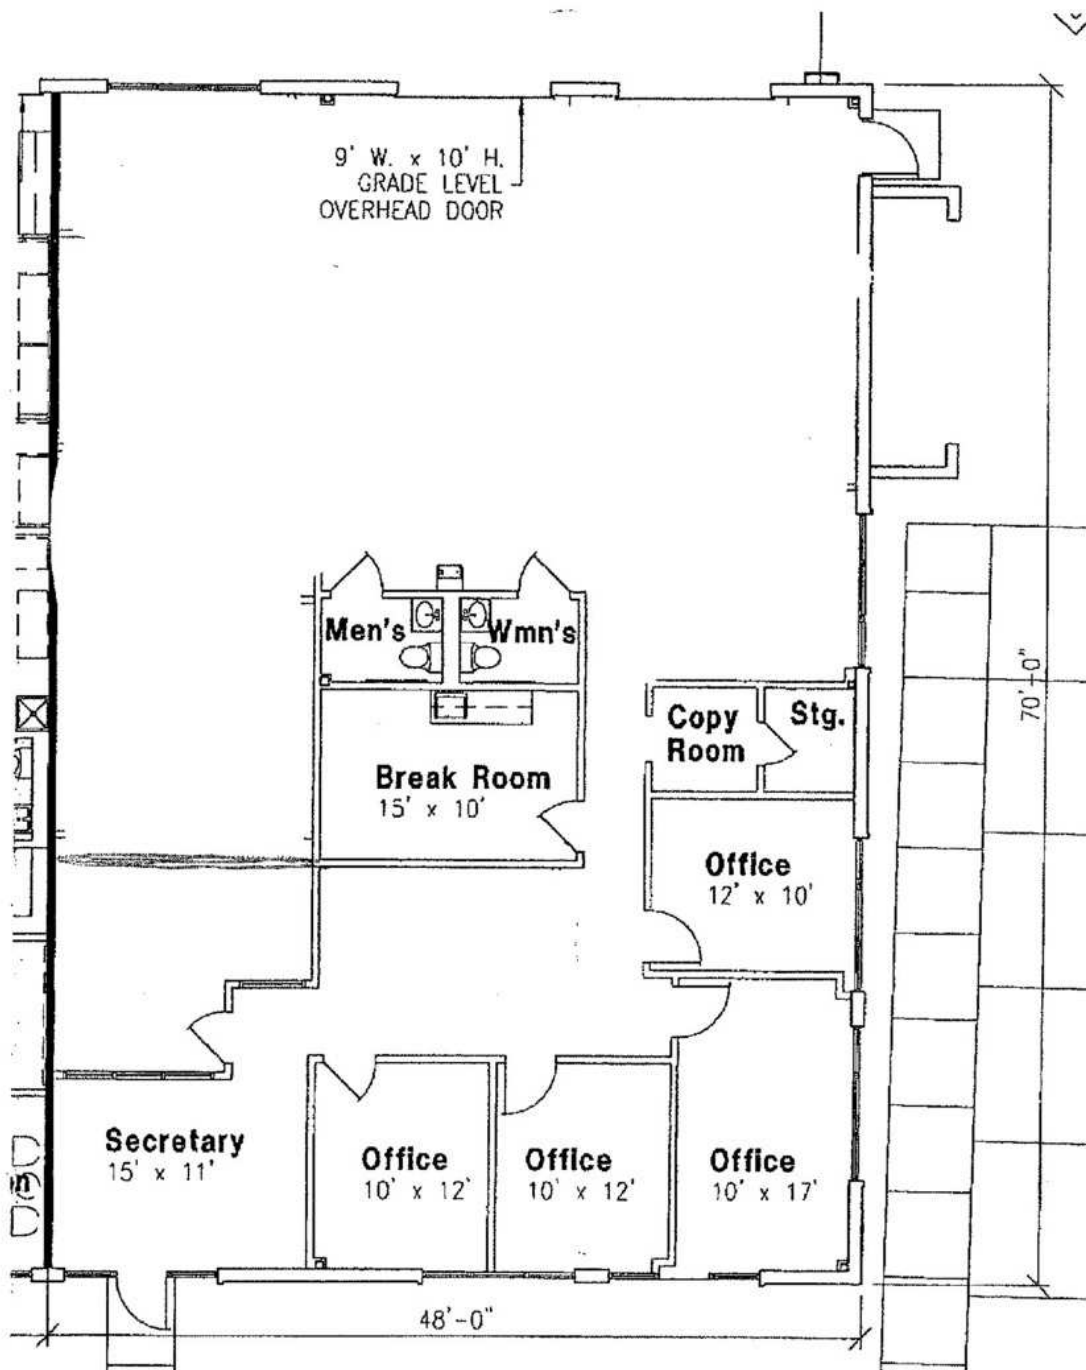 9' W. x 10' H.
GRADE LEVEL
OVERHEAD DOOR
Men's
Wmn's
70'-0"
Copy
Room
Stg.
Break Room
15' x 10'
Office
12' x 10'
Secretary
15' x 11'
Office
10' x 12'
Office
10' x 12'
Office
10' x 17'
48'-0"